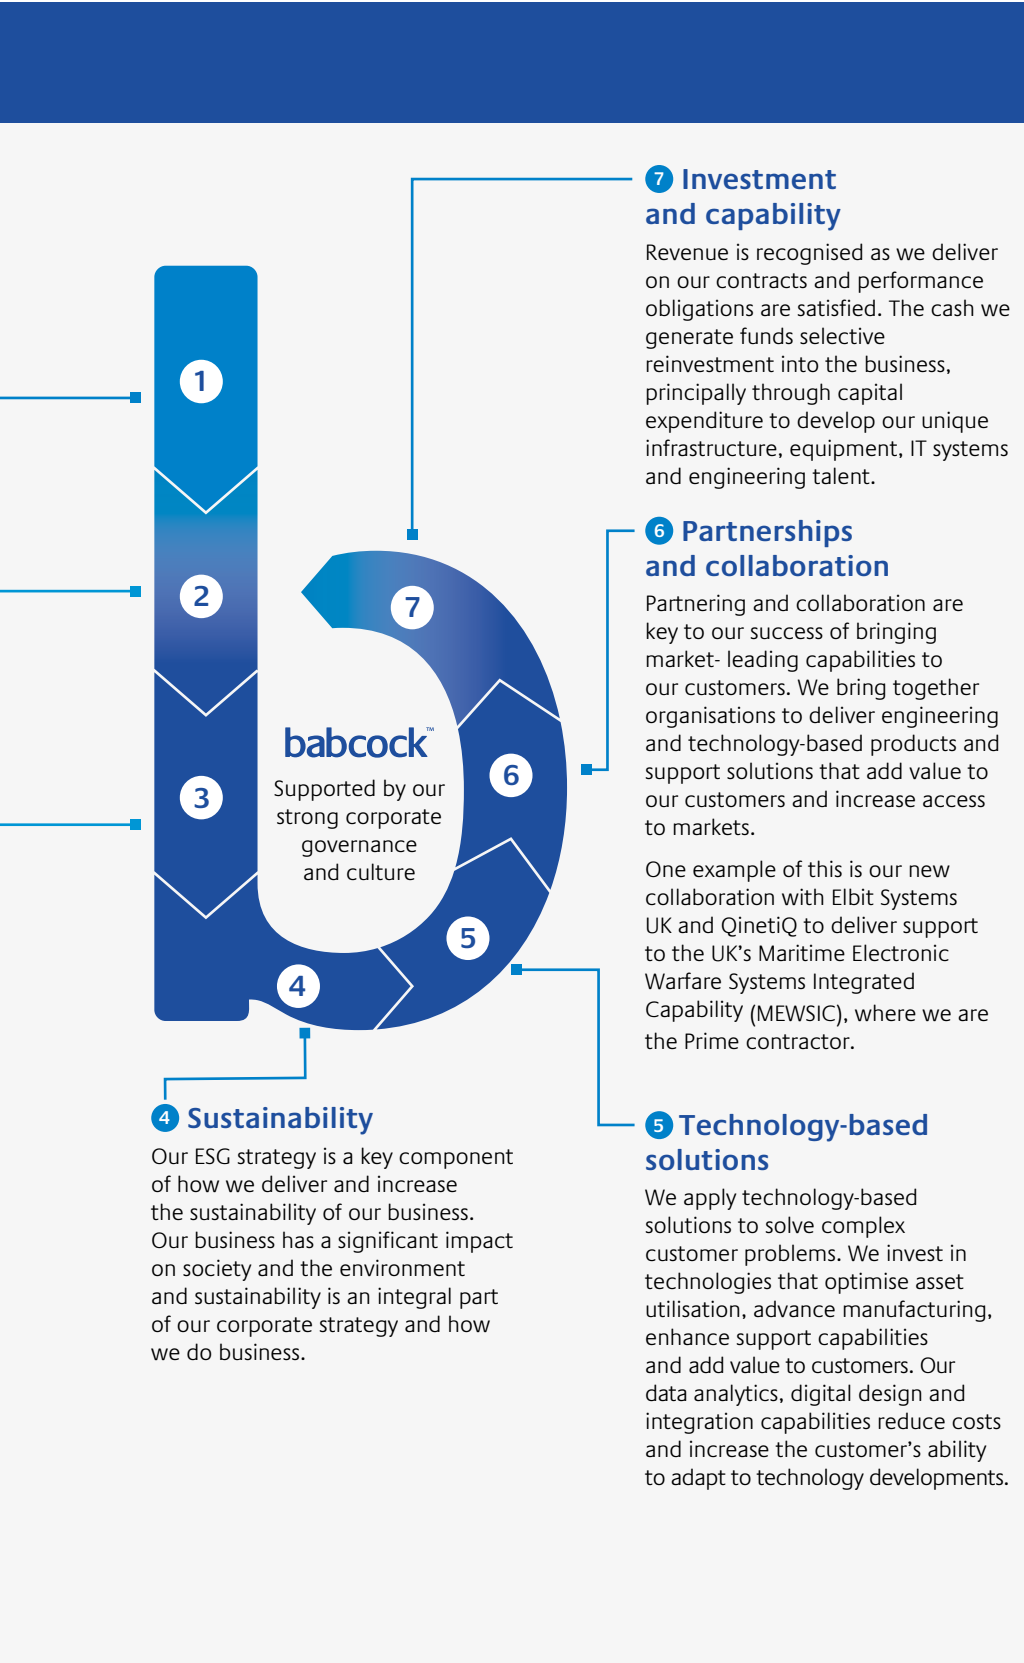 7 Investment
and capability
Revenue is recognised as we deliver
on our contracts and performance
obligations are satisfied. The cash we
generate funds selective
reinvestment into the business,
principally through capital
expenditure to develop our unique
infrastructure, equipment, IT systems
and engineering talent.
6 Partnerships
and collaboration
Partnering and collaboration are
key to our success of bringing
market- leading capabilities to
our customers. We bring together
organisations to deliver engineering
and technology-based products and
support solutions that add value to
our customers and increase access
to markets.
One example of this is our new
collaboration with Elbit Systems
UK and QinetiQ to deliver support
to the UK’s Maritime Electronic
Warfare Systems Integrated
Capability (MEWSIC), where we are
the Prime contractor.
5 Technology-based
solutions
We apply technology-based
solutions to solve complex
customer problems. We invest in
technologies that optimise asset
utilisation, advance manufacturing,
enhance support capabilities
and add value to customers. Our
data analytics, digital design and
integration capabilities reduce costs
and increase the customer’s ability
to adapt to technology developments.
1
2
3
4
5
6
7
babcock™
Supported by our
strong corporate
governance
and culture
4 Sustainability
Our ESG strategy is a key component
of how we deliver and increase
the sustainability of our business.
Our business has a significant impact
on society and the environment
and sustainability is an integral part
of our corporate strategy and how
we do business.